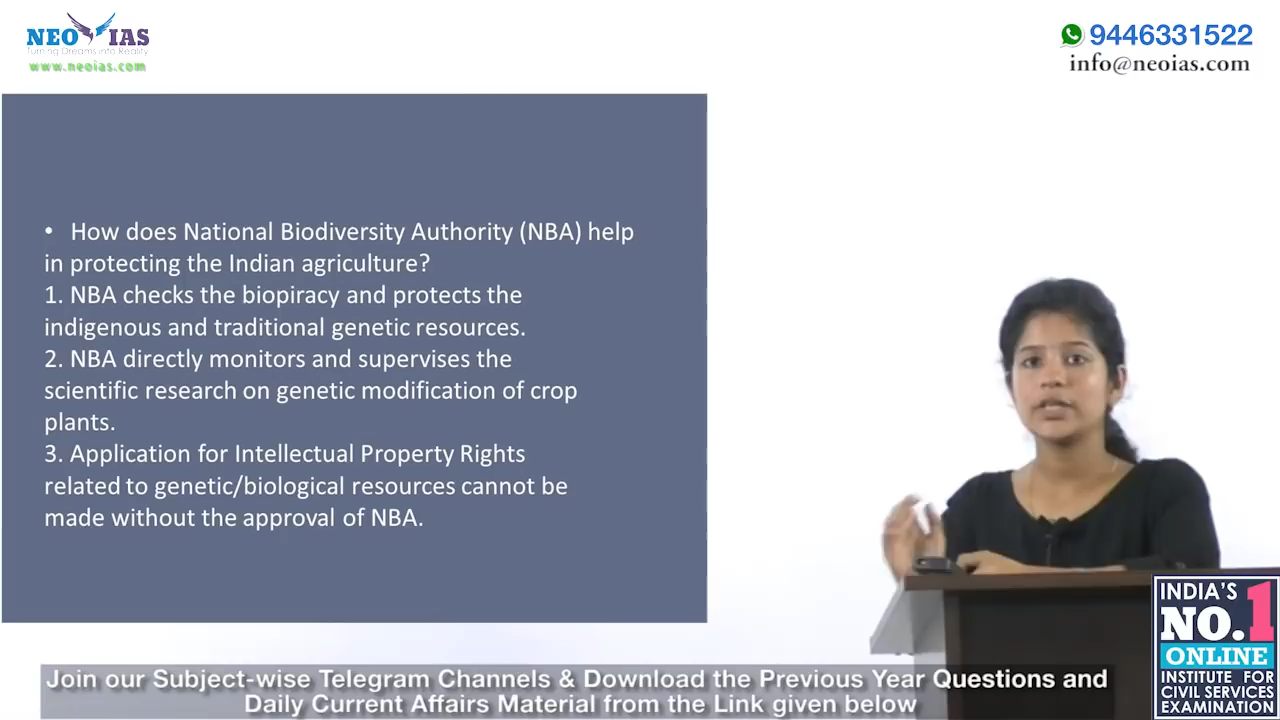 NEO IAS
Turning Dreams into Reality
www.neoias.com
9446331522
info@neoias.com
• How does National Biodiversity Authority (NBA) help
in protecting the Indian agriculture?
1. NBA checks the biopiracy and protects the
indigenous and traditional genetic resources.
2. NBA directly monitors and supervises the
scientific research on genetic modification of crop
plants.
3. Application for Intellectual Property Rights
related to genetic/biological resources cannot be
made without the approval of NBA.
INDIA'S
NO.1
ONLINE
INSTITUTE FOR
CIVIL SERVICES
EXAMINATION
Join our Subject-wise Telegram Channels & Download the Previous Year Questions and
Daily Current Affairs Material from the Link given below